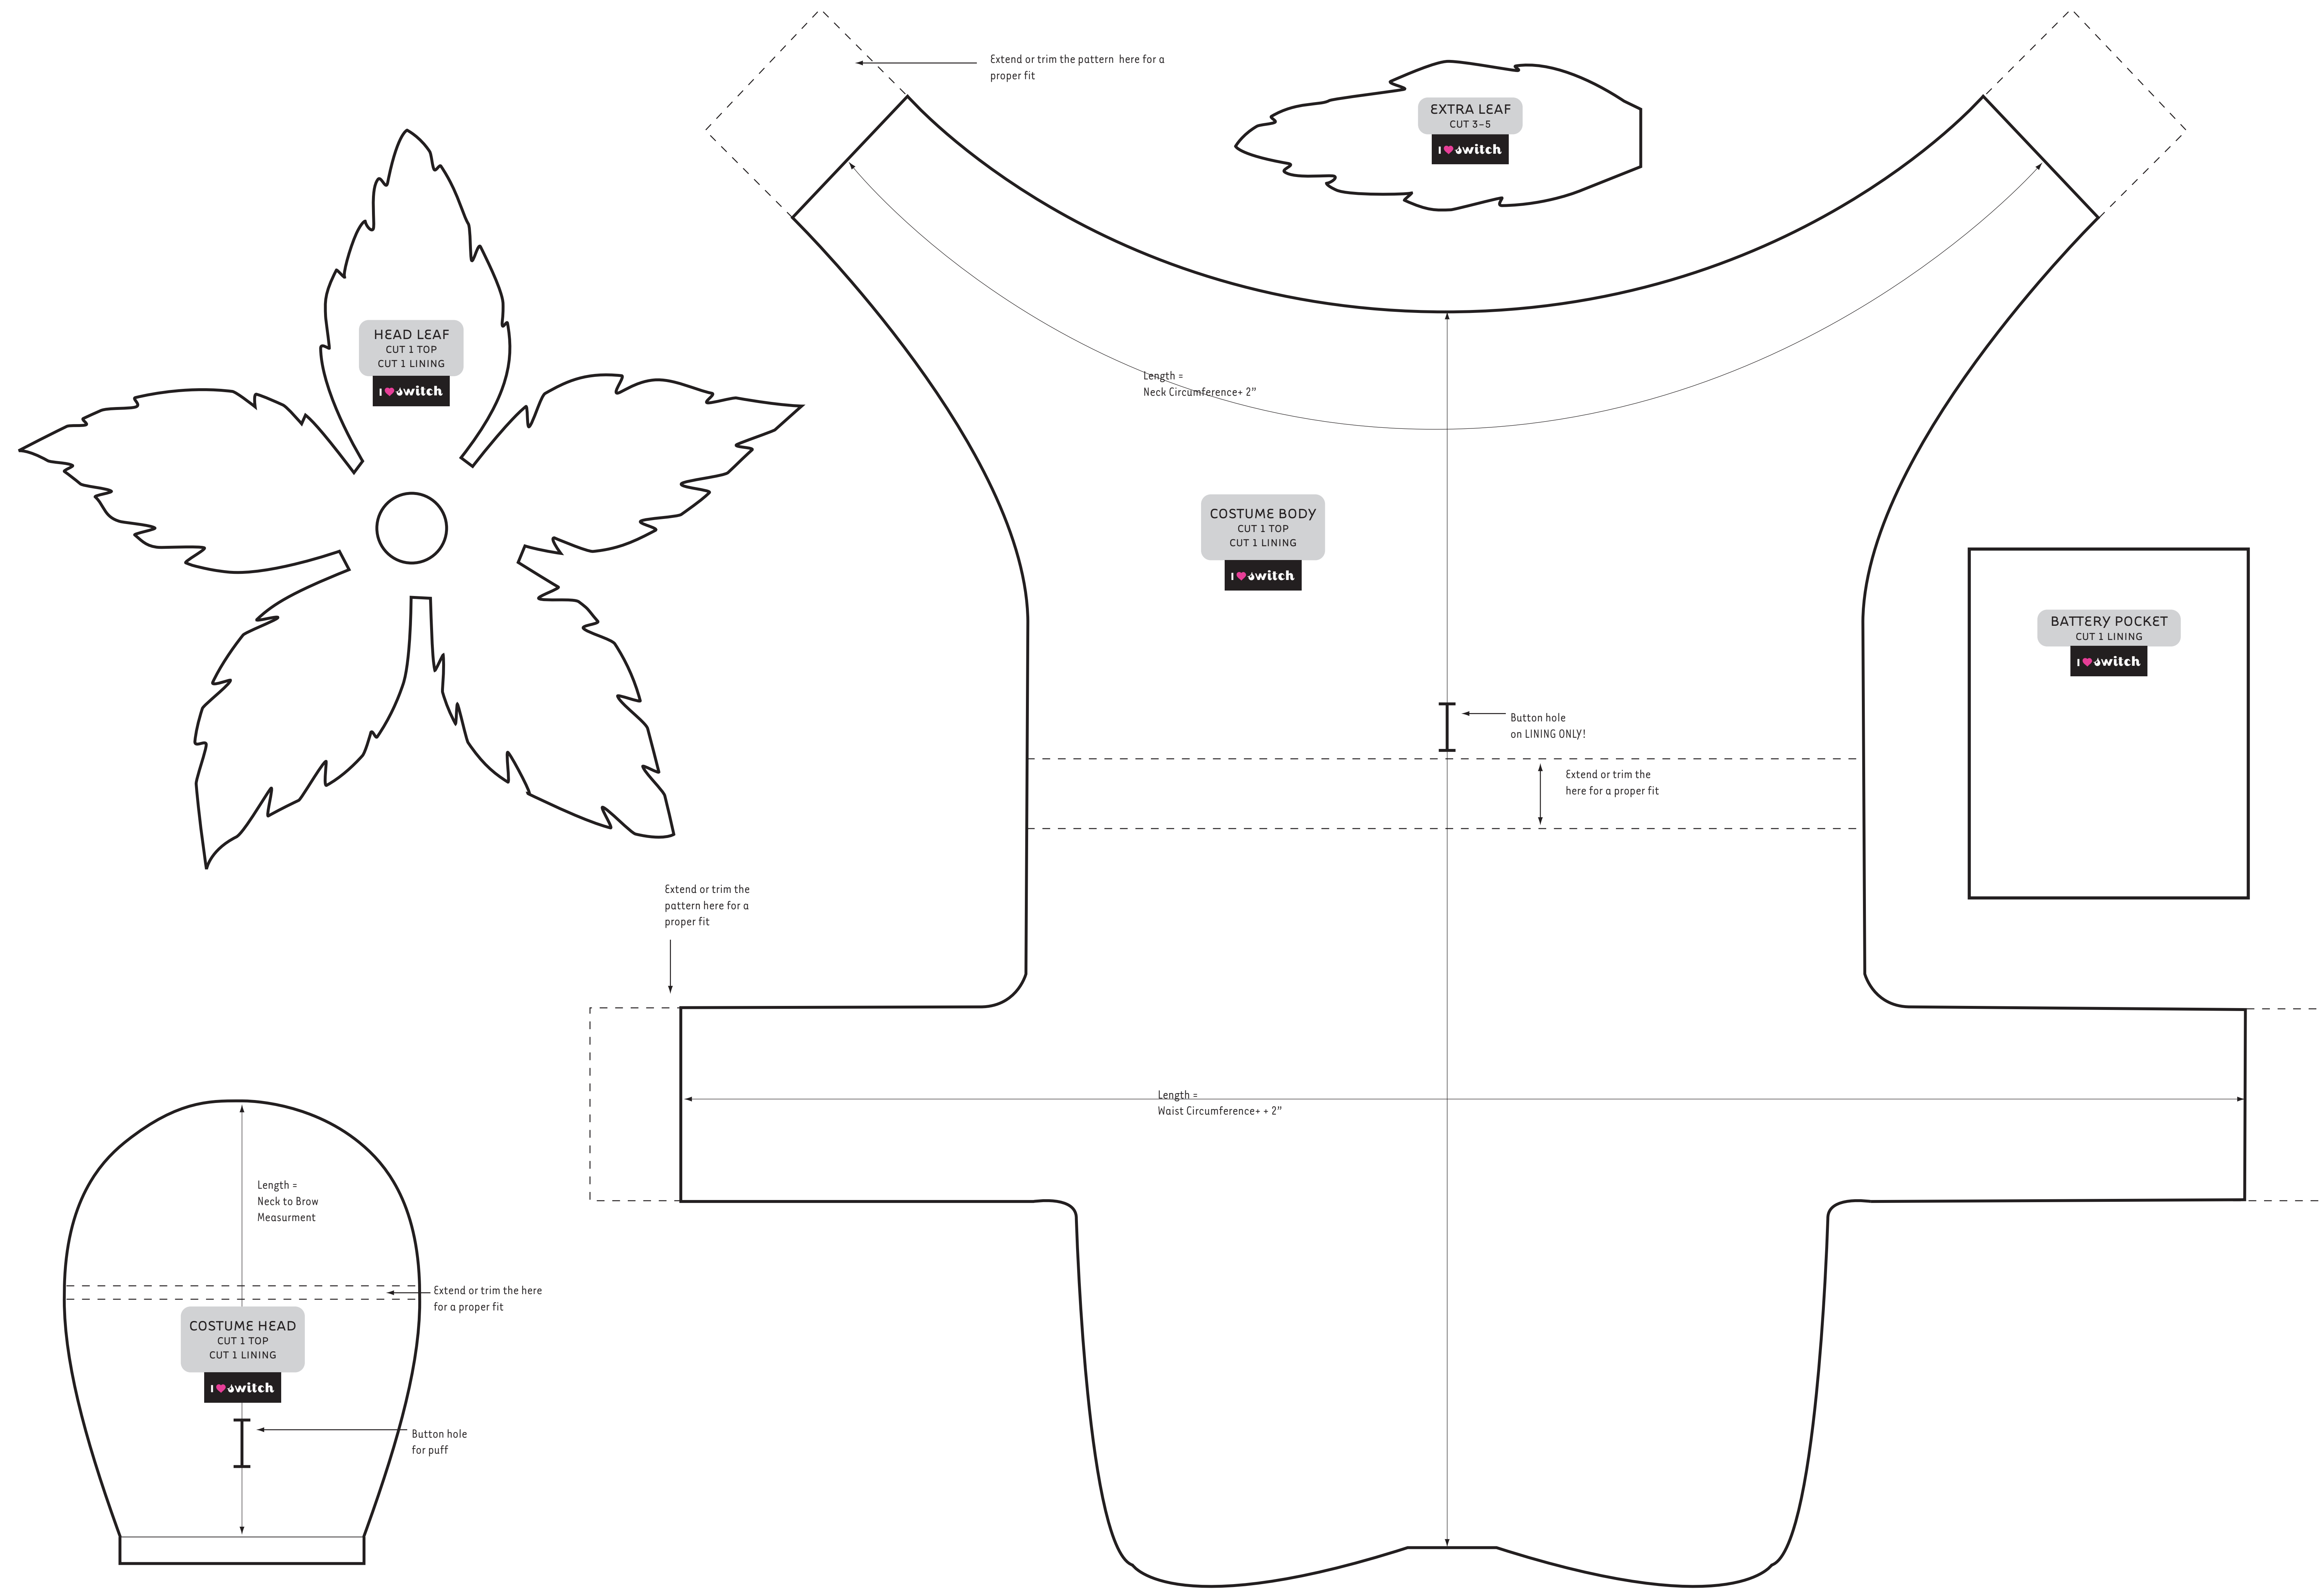 Extend or trim the pattern  here for a
proper fit
EXTRA LEAF
CUT 3-5
I ♥ switch
HEAD LEAF
CUT 1 TOP
CUT 1 LINING
I ♥ switch
Length =
Neck Circumference+ 2”
COSTUME BODY
CUT 1 TOP
CUT 1 LINING
I ♥ switch
BATTERY POCKET
CUT 1 LINING
I ♥ switch
Button hole
on LINING ONLY!
Extend or trim the
here for a proper fit
Extend or trim the
pattern here for a
proper fit
Length =
Waist Circumference+ + 2”
Length =
Neck to Brow
Measurment
Extend or trim the here
for a proper fit
COSTUME HEAD
CUT 1 TOP
CUT 1 LINING
I ♥ switch
Button hole
for puff